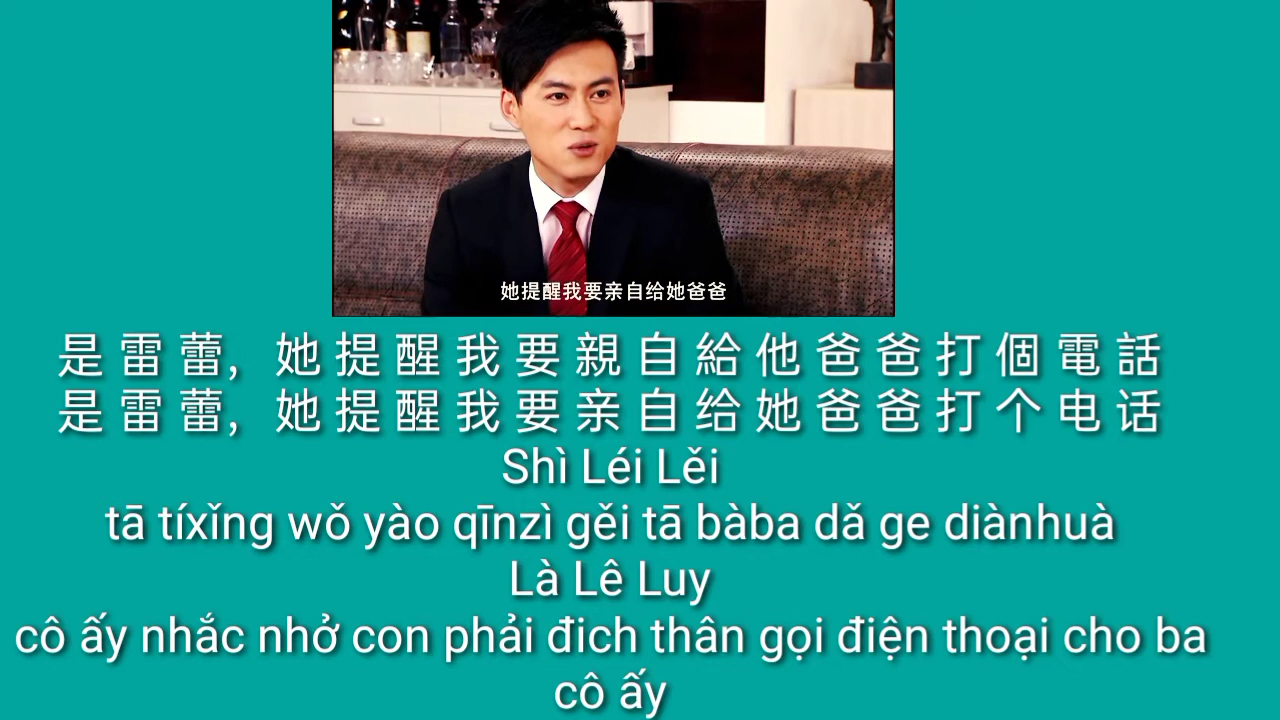 她提醒我要亲自给她爸爸
是雷蕾，她提醒我要親自給他爸爸打個電話
是雷蕾，她提醒我要亲自给她爸爸打个电话
Shì Léi Lěi
tā tíxǐng wǒ yào qīnzì gěi tā bàba dǎ ge diànhuà
Là Lê Luy
cô ấy nhắc nhở con phải đich thân gọi điện thoại cho ba
cô ấy